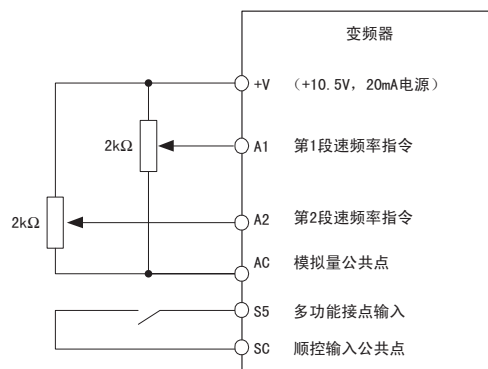 变频器
+V （+10.5V，20mA电源）
2kΩ
A1 第1段速频率指令
2kΩ
A2 第2段速频率指令
AC 模拟量公共点
S5 多功能接点输入
SC 顺控输入公共点